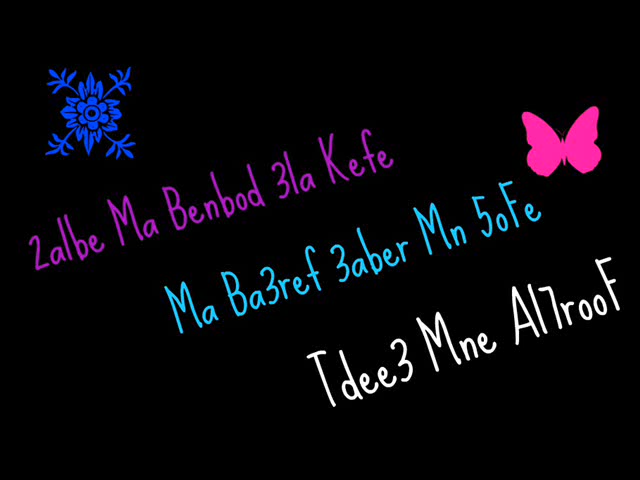 2albe Ma Benbod 3la Kefe
Ma Ba3ref 3aber Mn 5oFe
Tdee3 Mne Al7rooF